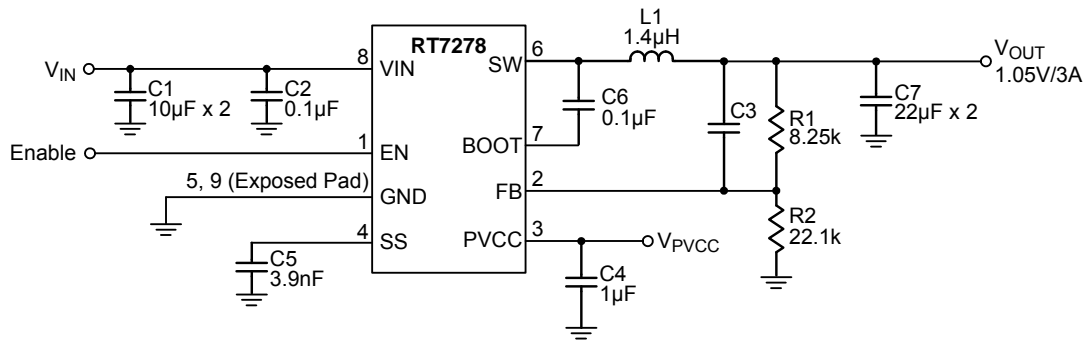 L1
1.4µH
RT7278
V_IN
8
VIN
SW
6
V_OUT
1.05V/3A
C1
10µF x 2
C2
0.1µF
C6
0.1µF
C3
R1
8.25k
C7
22µF x 2
Enable
1
EN
BOOT
7
5, 9 (Exposed Pad)
GND
FB
2
4
SS
PVCC
3
V_PVCC
R2
22.1k
C5
3.9nF
C4
1µF